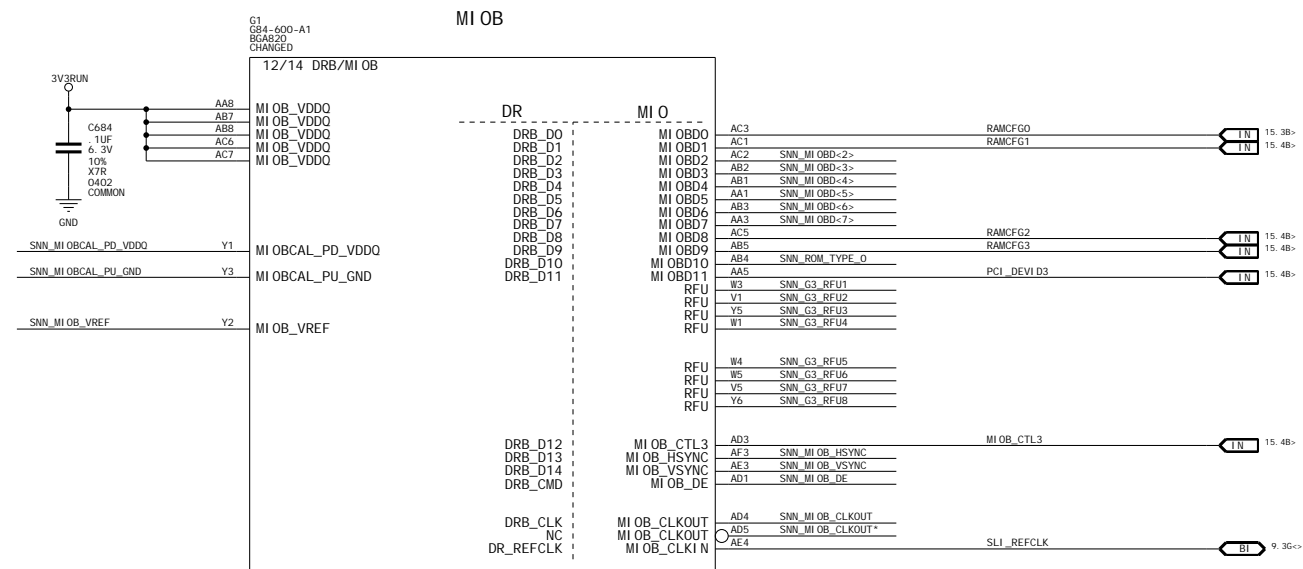 MIOB
G1
G84-600-A1
BGA820
CHANGED
12/14 DRB/MIOB
3V3RUN
C684
.1UF
6.3V
10%
X7R
0402
COMMON
GND
AA8 MIOB_VDDQ
AB7 MIOB_VDDQ
AB8 MIOB_VDDQ
AC6 MIOB_VDDQ
AC7 MIOB_VDDQ
SNN_MIOBCAL_PD_VDDQ Y1 MIOBCAL_PD_VDDQ
SNN_MIOBCAL_PU_GND Y3 MIOBCAL_PU_GND
SNN_MIOB_VREF Y2 MIOB_VREF
DR MIO
DRB_D0 MIOBD0 AC3 RAMCFG0 IN 15.3B>
DRB_D1 MIOBD1 AC1 RAMCFG1 IN 15.4B>
DRB_D2 MIOBD2 AC2 SNN_MIOBD<2>
DRB_D3 MIOBD3 AB2 SNN_MIOBD<3>
DRB_D4 MIOBD4 AB1 SNN_MIOBD<4>
DRB_D5 MIOBD5 AA1 SNN_MIOBD<5>
DRB_D6 MIOBD6 AB3 SNN_MIOBD<6>
DRB_D7 MIOBD7 AA3 SNN_MIOBD<7>
DRB_D8 MIOBD8 AC5 RAMCFG2 IN 15.4B>
DRB_D9 MIOBD9 AB5 RAMCFG3 IN 15.4B>
DRB_D10 MIOBD10 AB4 SNN_ROM_TYPE_0
DRB_D11 MIOBD11 AA5 PCI_DEVID3 IN 15.4B>
RFU W3 SNN_G3_RFU1
RFU V1 SNN_G3_RFU2
RFU Y5 SNN_G3_RFU3
RFU W1 SNN_G3_RFU4
RFU W4 SNN_G3_RFU5
RFU W5 SNN_G3_RFU6
RFU V5 SNN_G3_RFU7
RFU Y6 SNN_G3_RFU8
DRB_D12 MIOB_CTL3 AD3 MIOB_CTL3 IN 15.4B>
DRB_D13 MIOB_HSYNC AF3 SNN_MIOB_HSYNC
DRB_D14 MIOB_VSYNC AE3 SNN_MIOB_VSYNC
DRB_CMD MIOB_DE AD1 SNN_MIOB_DE
DRB_CLK MIOB_CLKOUT AD4 SNN_MIOB_CLKOUT
NC MIOB_CLKOUT AD5 SNN_MIOB_CLKOUT*
DR_REFCLK MIOB_CLKIN AE4 SLI_REFCLK BI 9.3G<>